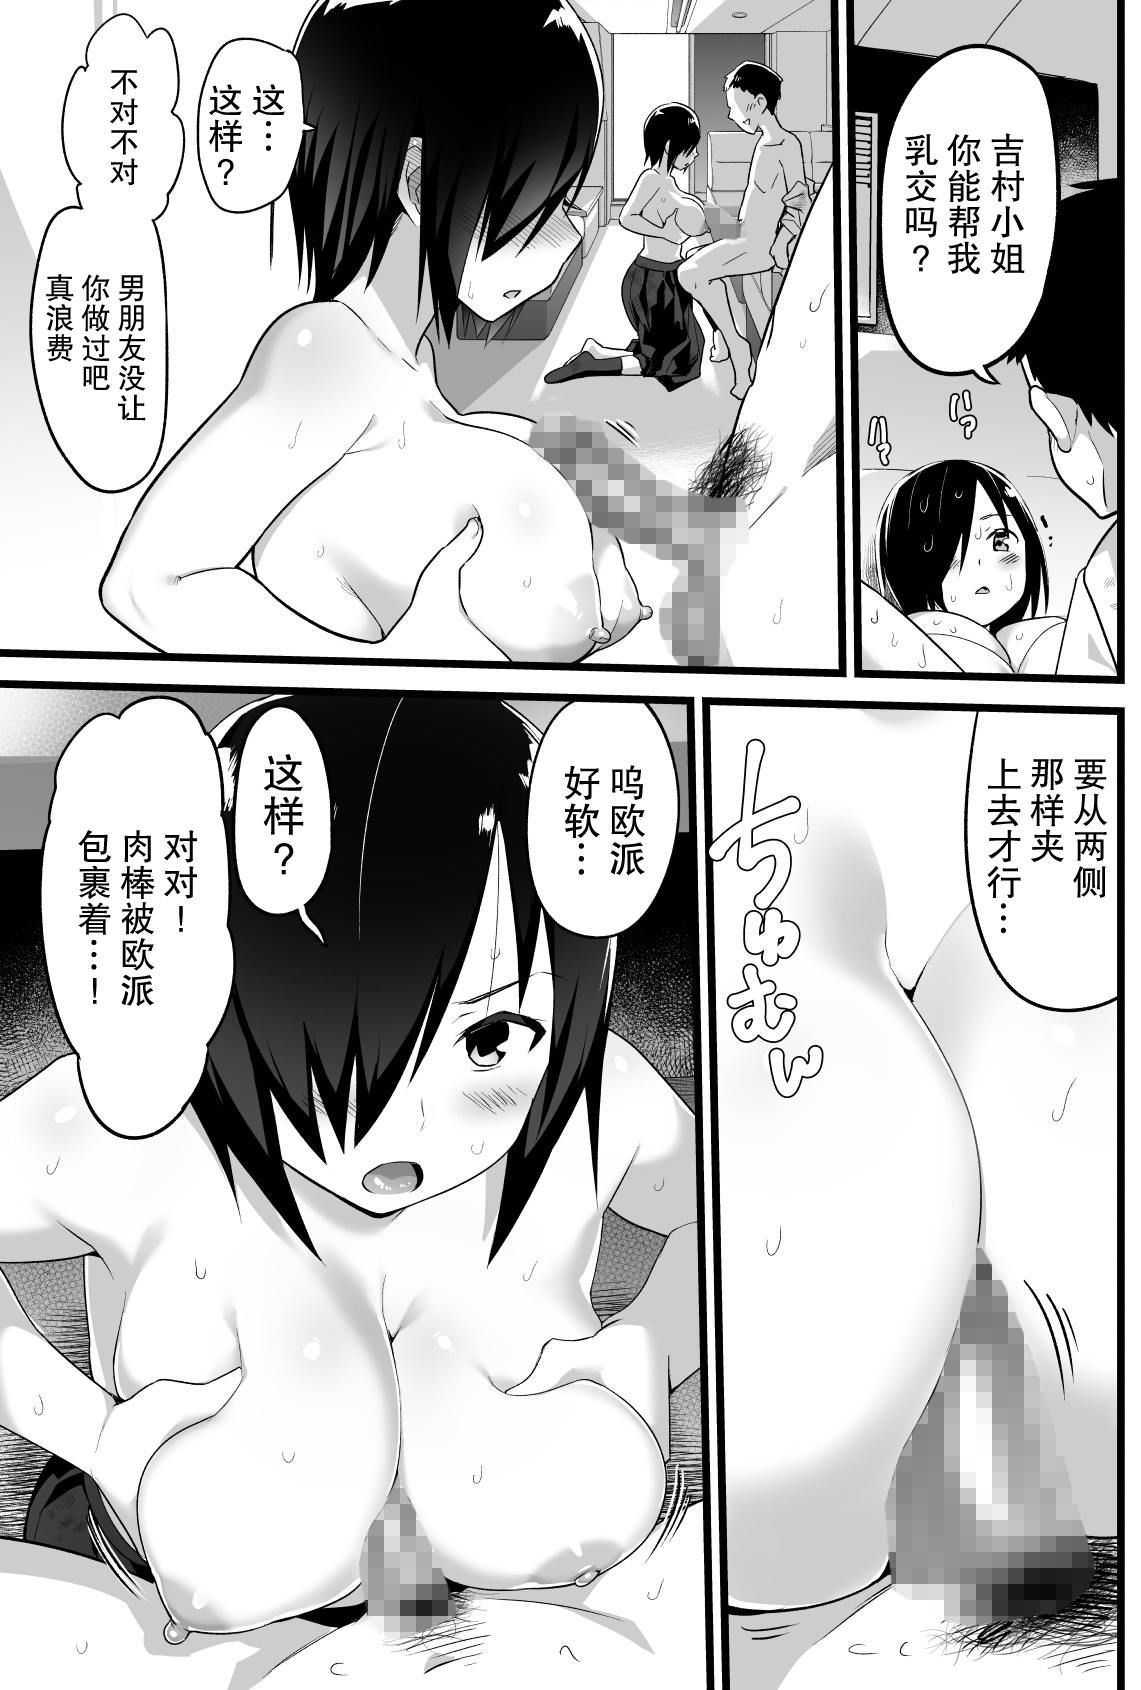 吉村小姐
你能帮我
乳交吗？
ハ？
ハ？
这…
这样？
不对不对
男朋友没让
你做过吧
真浪费
要从两侧
那样夹
上去才行…
ちゅむん
呜欧派
好软…
这样？
对对！
肉棒被欧派
包裹着…！